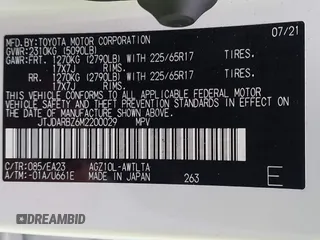 MFD.BY:TOYOTA MOTOR CORPORATION 07/21
GVWR:2310KG (5090LB)
GAWR:FRT. 1270KG (2790LB) WITH 225/65R17 TIRES.
17X7J RIMS.
RR. 1270KG (2790LB) WITH 225/65R17 TIRES.
17X7J RIMS.
THIS VEHICLE CONFORMS TO ALL APPLICABLE FEDERAL MOTOR
VEHICLE SAFETY AND BUMPER STANDARDS IN EFFECT ON THE
DATE OF MANUFACTURE SHOWN ABOVE.
JTJDARBZ6M2200029 MPV
C/TR:085/EA23 AGZ10L-AWTLTA
A/TM:-01A/U661E MADE IN JAPAN 263 E
DREAMBID
.COM